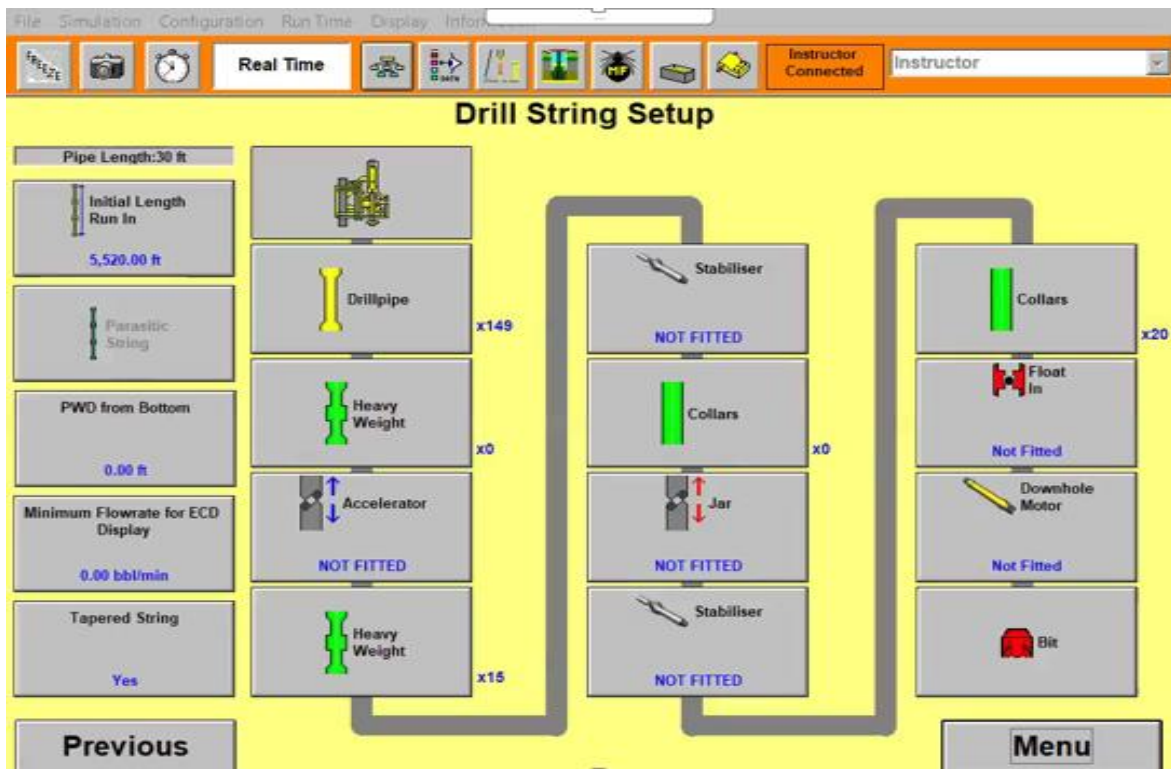 File Simulation Configuration Run Time Display
FREEZE
Real Time
DATA
Instructor
Connected
Instructor
Drill String Setup
Pipe Length:30 ft
Initial Length
Run In
5,520.00 ft
Parasitic
String
PWD from Bottom
0.00 ft
Minimum Flowrate for ECD
Display
0.00 bbl/min
Tapered String
Yes
Previous
Drillpipe
x149
Heavy
Weight
x0
Accelerator
NOT FITTED
Heavy
Weight
x15
Stabiliser
NOT FITTED
Collars
x0
Jar
NOT FITTED
Stabiliser
NOT FITTED
Collars
x20
Float
In
Not Fitted
Downhole
Motor
Not Fitted
Bit
Menu